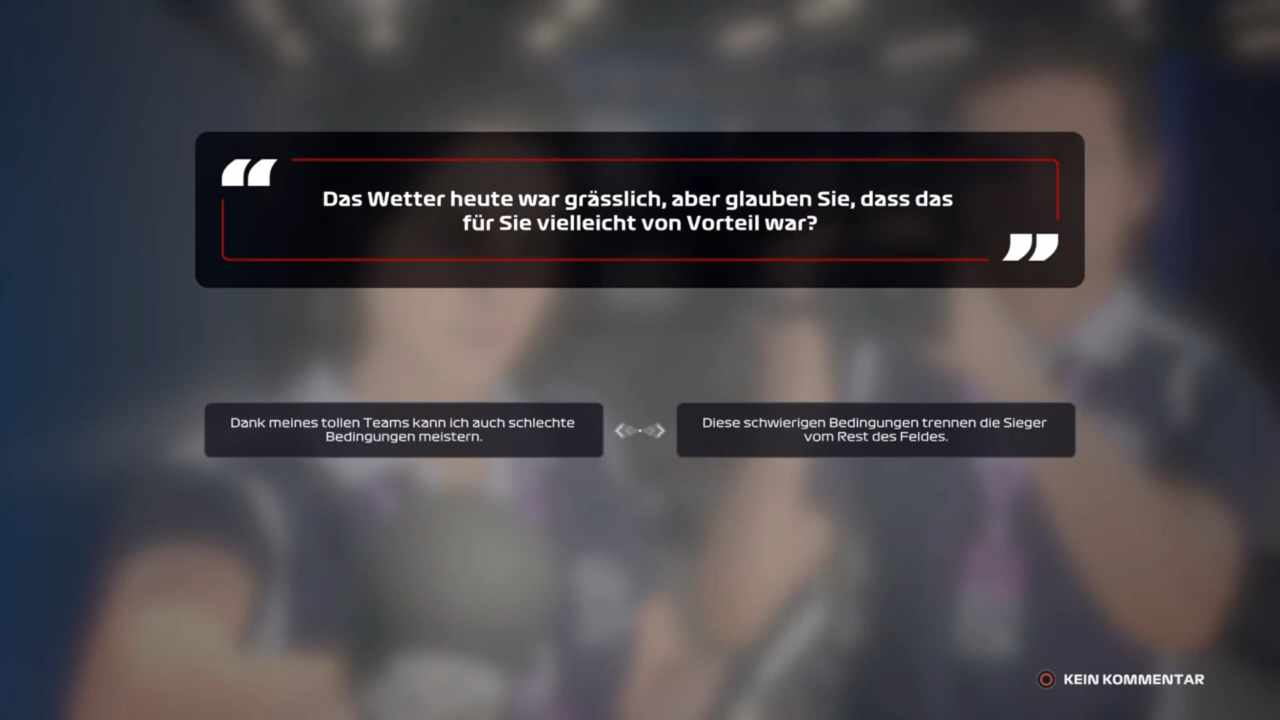 Das Wetter heute war grässlich, aber glauben Sie, dass das
für Sie vielleicht von Vorteil war?
Dank meines tollen Teams kann ich auch schlechte
Bedingungen meistern.
Diese schwierigen Bedingungen trennen die Sieger
vom Rest des Feldes.
KEIN KOMMENTAR